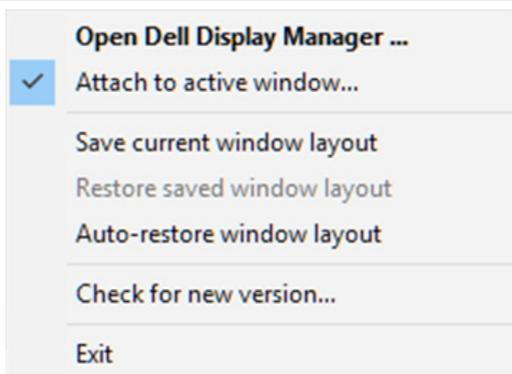 Open Dell Display Manager ...
Attach to active window...
Save current window layout
Restore saved window layout
Auto-restore window layout
Check for new version...
Exit